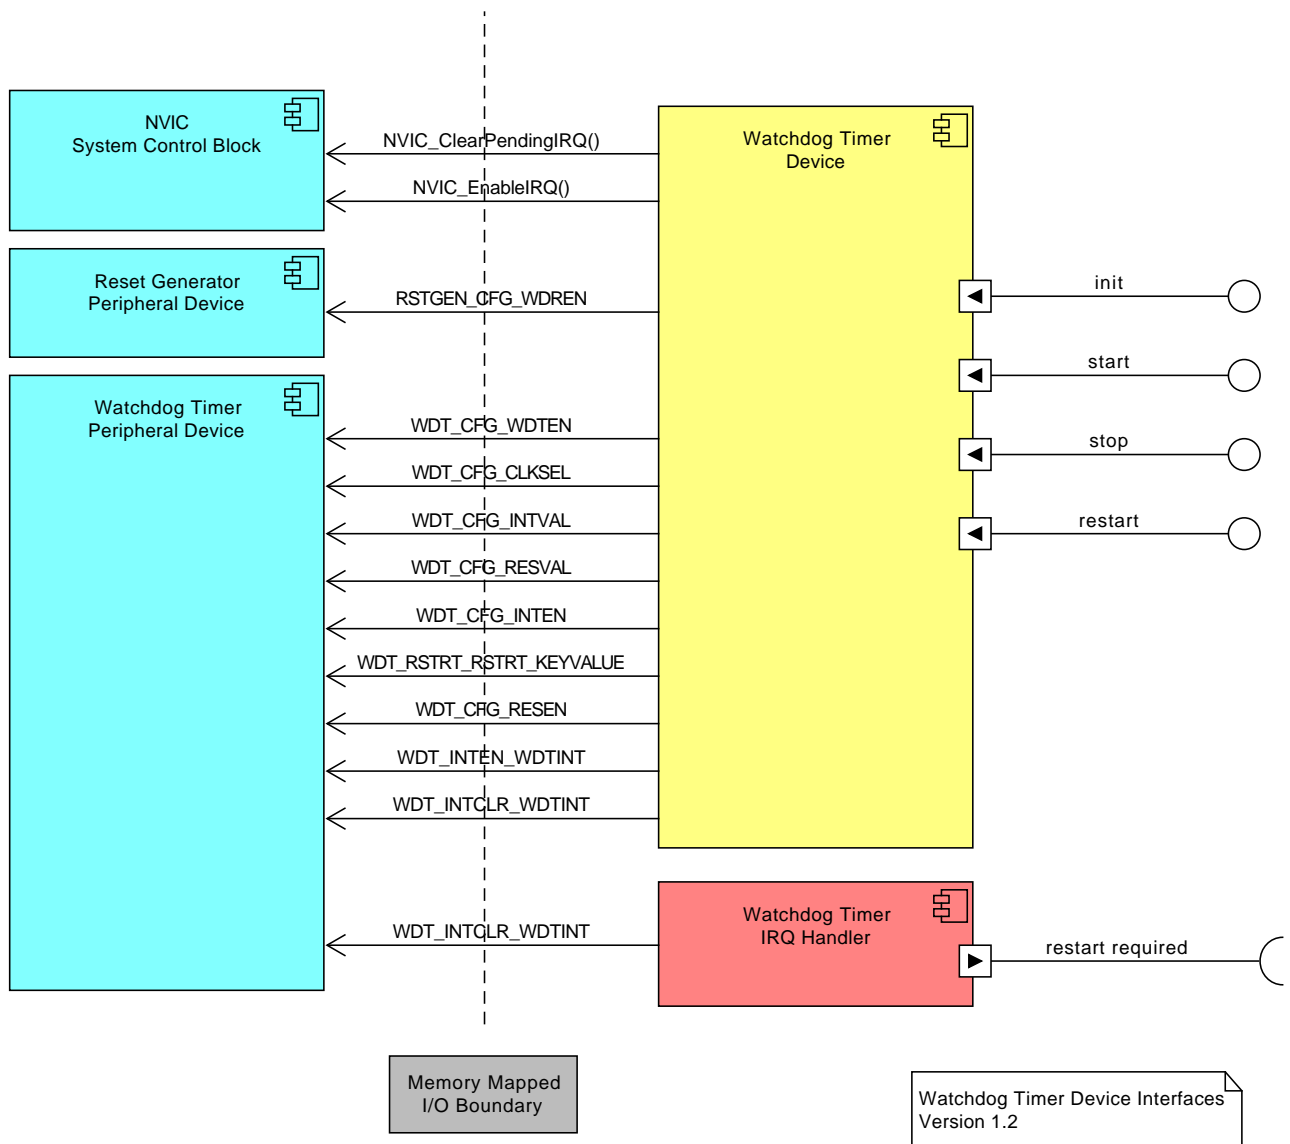 NVIC
System Control Block
NVIC_ClearPendingIRQ()
NVIC_EnableIRQ()
Watchdog Timer
Device
Reset Generator
Peripheral Device
RSTGEN_CFG_WDREN
init
start
stop
restart
Watchdog Timer
Peripheral Device
WDT_CFG_WDTEN
WDT_CFG_CLKSEL
WDT_CFG_INTVAL
WDT_CFG_RESVAL
WDT_CFG_INTEN
WDT_RSTRT_RSTRT_KEYVALUE
WDT_CFG_RESEN
WDT_INTEN_WDTINT
WDT_INTCLR_WDTINT
WDT_INTCLR_WDTINT
Watchdog Timer
IRQ Handler
restart required
Memory Mapped
I/O Boundary
Watchdog Timer Device Interfaces
Version 1.2